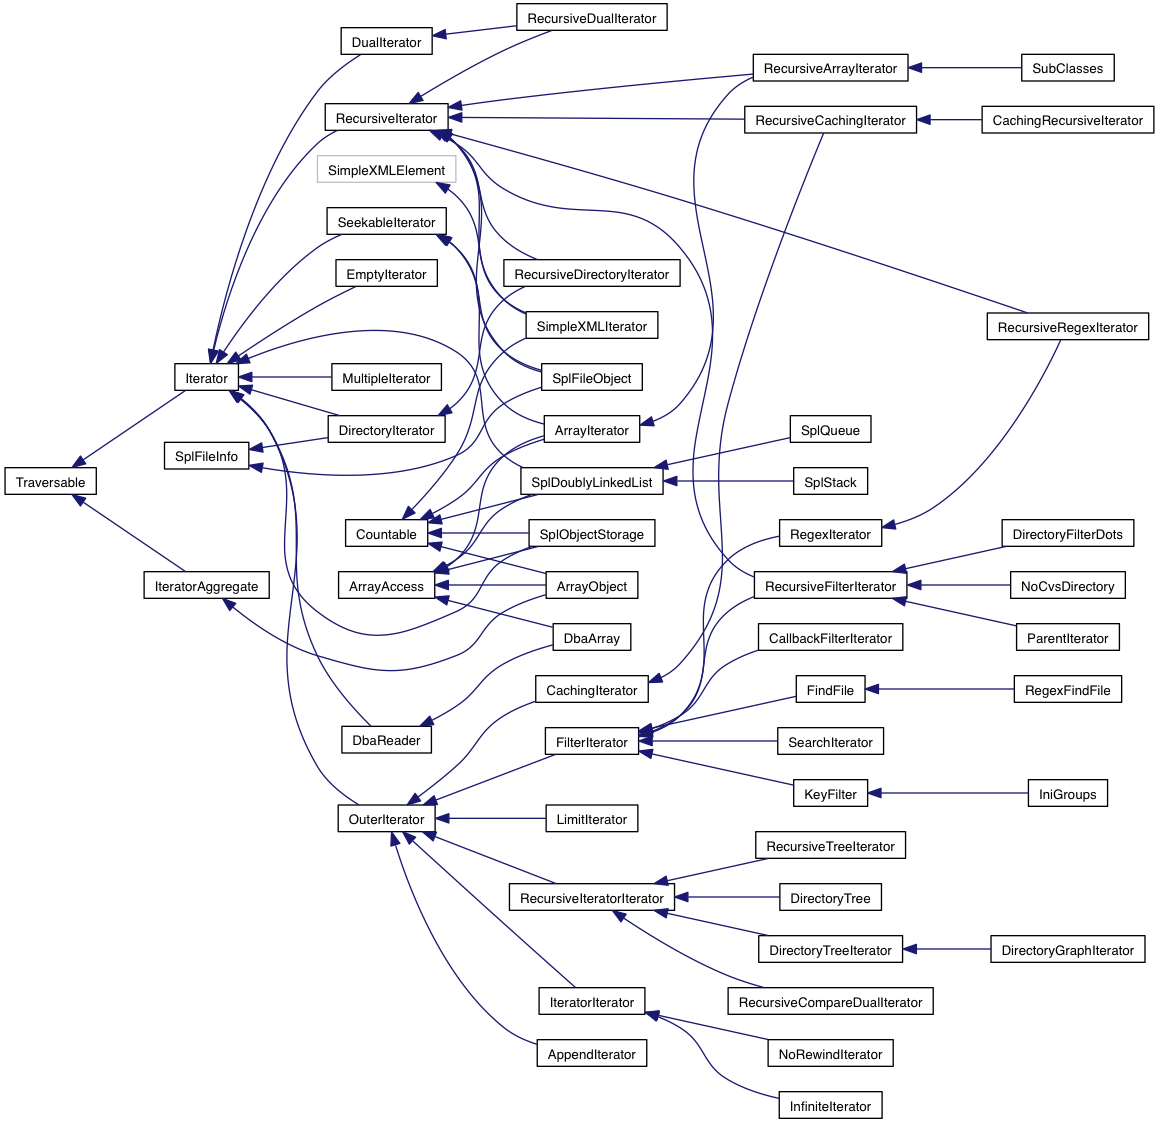 RecursiveDualIterator
DualIterator
RecursiveArrayIterator
SubClasses
RecursiveIterator
RecursiveCachingIterator
CachingRecursiveIterator
SimpleXMLElement
SeekableIterator
EmptyIterator
RecursiveDirectoryIterator
SimpleXMLIterator
RecursiveRegexIterator
Iterator
MultipleIterator
SplFileObject
DirectoryIterator
ArrayIterator
SplQueue
SplFileInfo
Traversable
SplDoublyLinkedList
SplStack
Countable
SplObjectStorage
RegexIterator
DirectoryFilterDots
IteratorAggregate
ArrayAccess
ArrayObject
RecursiveFilterIterator
NoCvsDirectory
DbaArray
CallbackFilterIterator
ParentIterator
CachingIterator
FindFile
RegexFindFile
DbaReader
FilterIterator
SearchIterator
KeyFilter
IniGroups
OuterIterator
LimitIterator
RecursiveTreeIterator
RecursiveIteratorIterator
DirectoryTree
DirectoryTreeIterator
DirectoryGraphIterator
IteratorIterator
RecursiveCompareDualIterator
AppendIterator
NoRewindIterator
InfiniteIterator